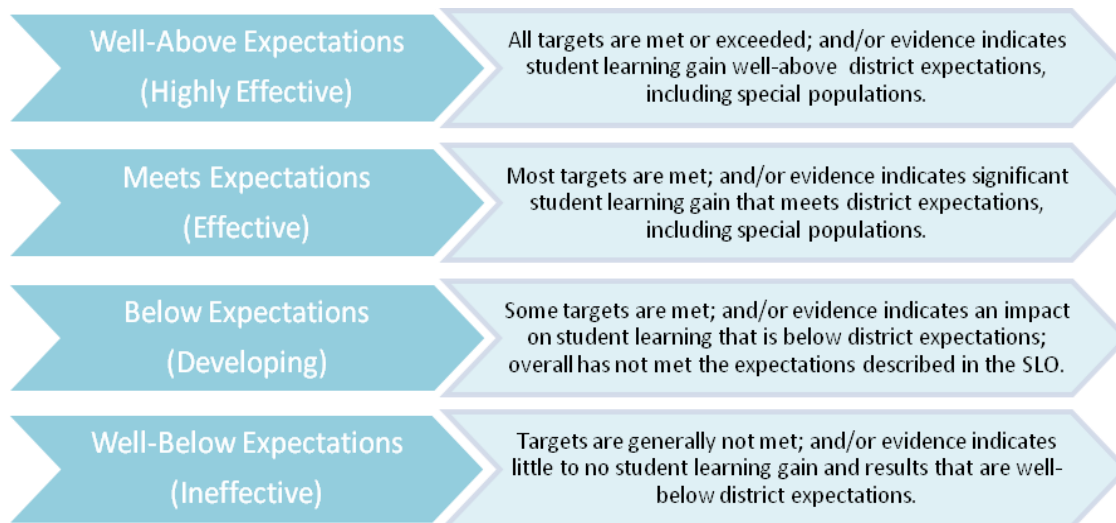 Well-Above Expectations
(Highly Effective)
All targets are met or exceeded; and/or evidence indicates
student learning gain well-above district expectations,
including special populations.
Meets Expectations
(Effective)
Most targets are met; and/or evidence indicates significant
student learning gain that meets district expectations,
including special populations.
Below Expectations
(Developing)
Some targets are met; and/or evidence indicates an impact
on student learning that is below district expectations;
overall has not met the expectations described in the SLO.
Well-Below Expectations
(Ineffective)
Targets are generally not met; and/or evidence indicates
little to no student learning gain and results that are well-
below district expectations.